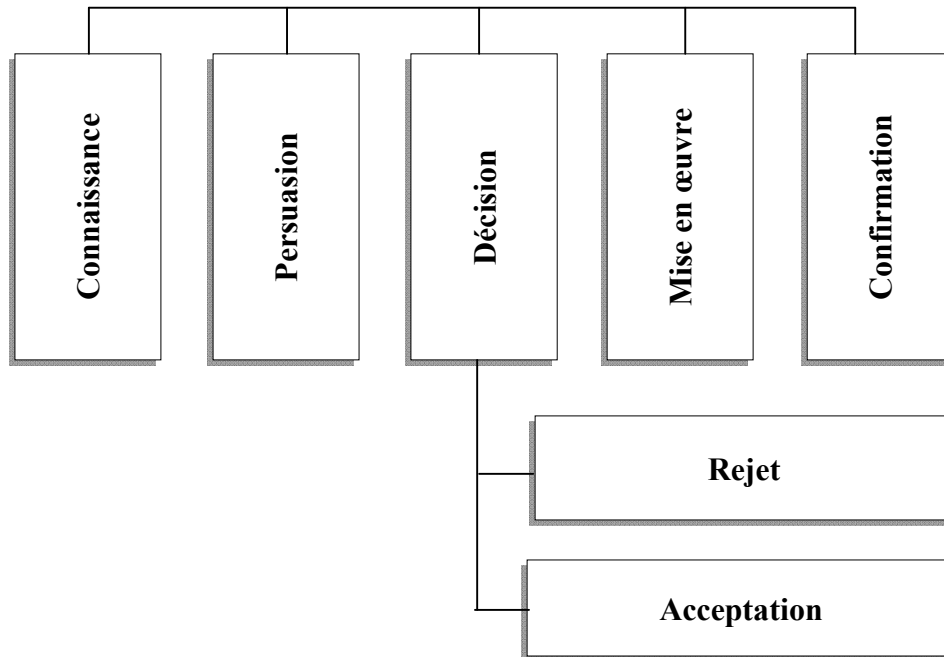 Connaissance
Persuasion
Décision
Mise en œuvre
Confirmation
Rejet
Acceptation